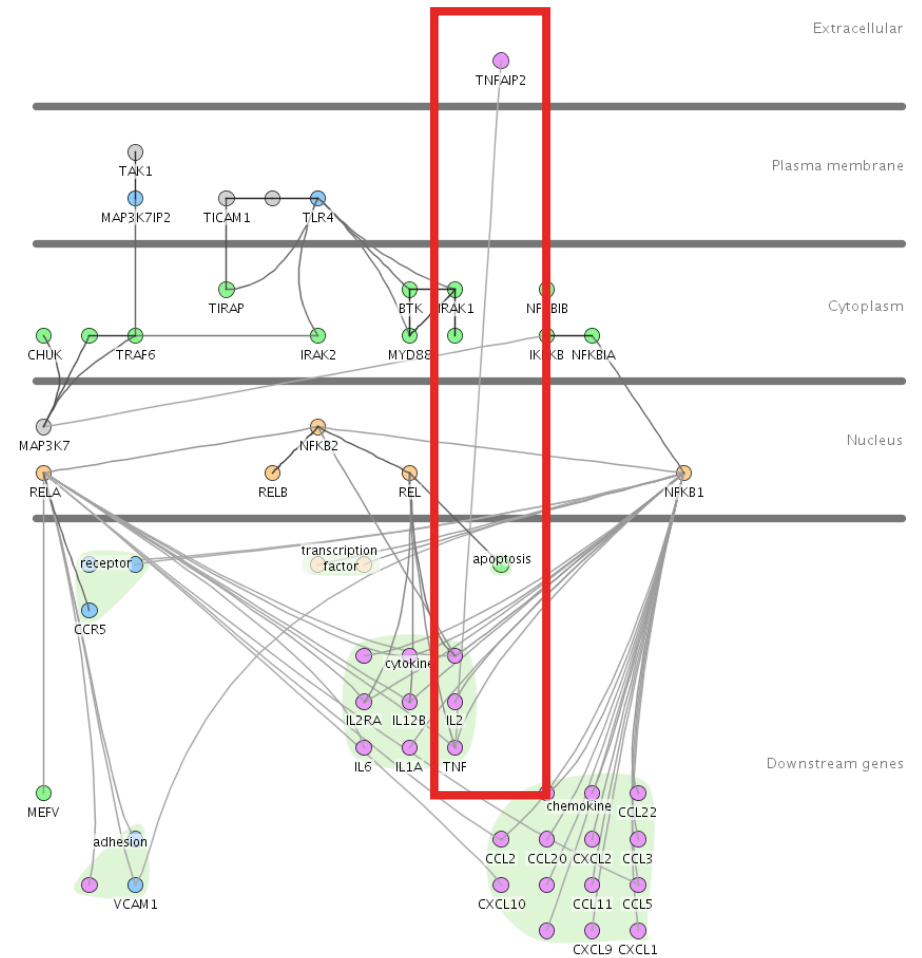 Extracellular
TNFAIP2
Plasma membrane
TAK1
MAP3K7IP2
TICAM1
TLR4
Cytoplasm
TIRAP
BTK
IRAK1
CHUK
TRAF6
IRAK2
MYD88
NFKBIA
Nucleus
MAP3K7
NFKB2
RELA
RELB
REL
NFKB1
receptor
transcription
factor
apoptosis
CCR5
cytokine
IL2RA
IL12B
IL2
IL6
IL1A
TNF
Downstream genes
MEFV
chemokine
CCL22
adhesion
CCL2
CCL20
CXCL2
CCL3
VCAM1
CXCL10
CCL11
CCL5
CXCL9
CXCL1